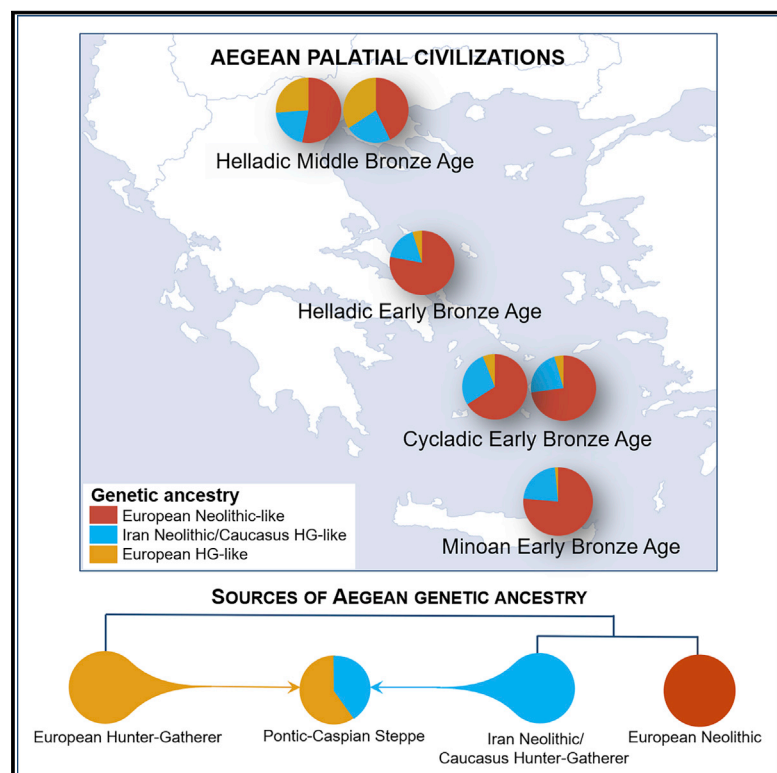 AEGEAN PALATIAL CIVILIZATIONS
Helladic Middle Bronze Age
Helladic Early Bronze Age
Cycladic Early Bronze Age
Minoan Early Bronze Age
Genetic ancestry
European Neolithic-like
Iran Neolithic/Caucasus HG-like
European HG-like
SOURCES OF AEGEAN GENETIC ANCESTRY
European Hunter-Gatherer
Pontic-Caspian Steppe
Iran Neolithic/
Caucasus Hunter-Gatherer
European Neolithic